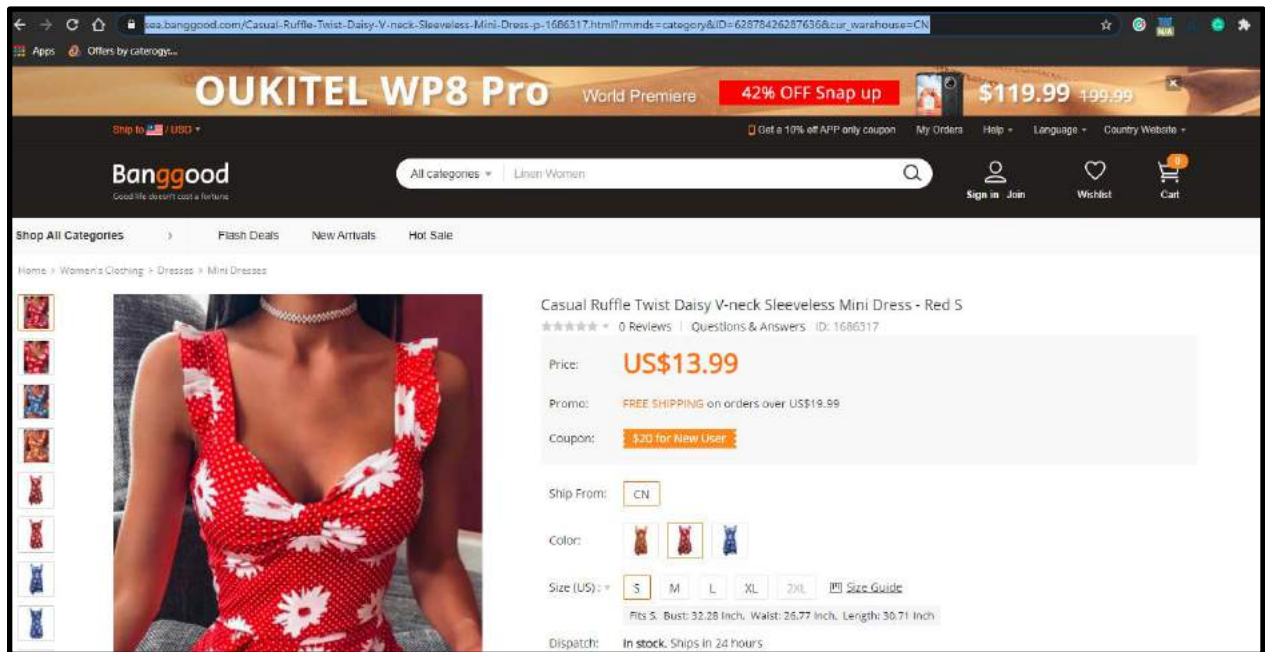 sea.banggood.com/Casual-Ruffle-Twist-Daisy-V-neck-Sleeveless-Mini-Dress-p-1686317.html?rmmds=category&ID=62878426287636&cur_warehouse=CN
N/A
Apps Offers by caterogy:...
OUKITEL WP8 Pro World Premiere 42% OFF Snap up $119.99 199.99
Ship to / USD Get a 10% off APP only coupon My Orders Help Language Country Website
Banggood
Good life doesn't cost a fortune
All categories Linen Women
0
Sign in Join Wishlist Cart
Shop All Categories > Flash Deals New Arrivals Hot Sale
Home > Women's Clothing > Dresses > Mini Dresses
Casual Ruffle Twist Daisy V-neck Sleeveless Mini Dress - Red S
0 Reviews | Questions & Answers ID: 1686317
Price: US$13.99
Promo: FREE SHIPPING on orders over US$19.99
Coupon: $20 for New User
Ship From: CN
Color:
Size (US) : S M L XL 2XL Size Guide
Fits S. Bust: 32.28 Inch, Waist: 26.77 Inch, Length: 30.71 Inch
Dispatch: In stock. Ships in 24 hours